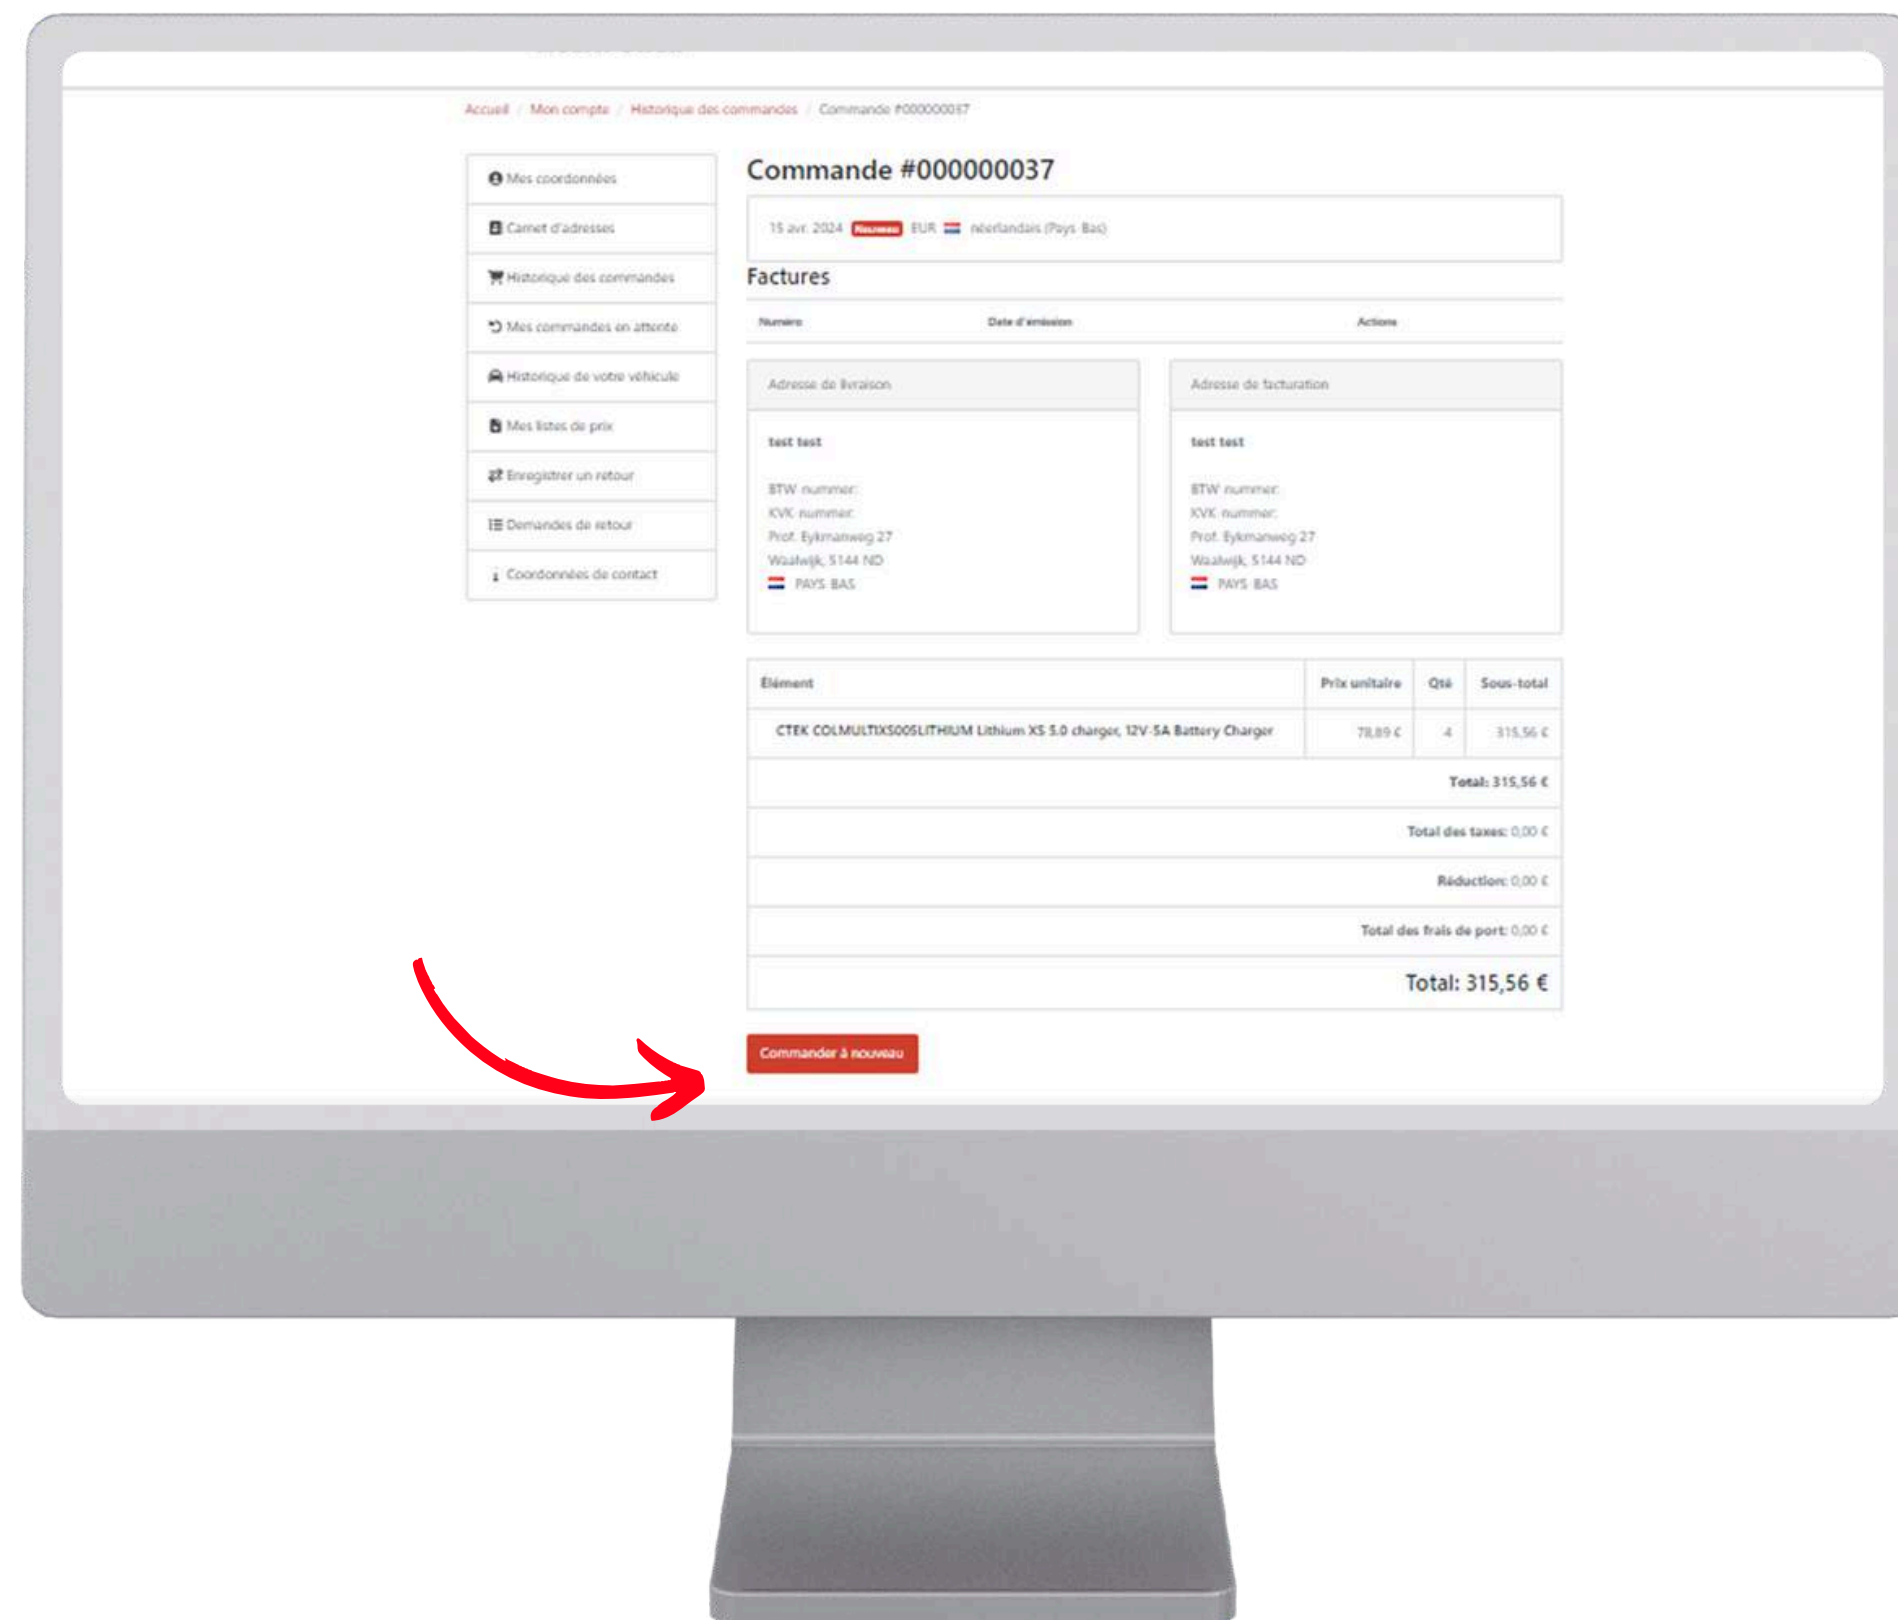 Accueil / Mon compte / Historique des commandes / Commande #000000037
Mes coordonnées
Carnet d'adresses
Historique des commandes
Mes commandes en attente
Historique de votre véhicule
Mes listes de prix
Enregistrer un retour
Demandes de retour
Coordonnées de contact
Commande #000000037
15 avr. 2024 Nouveau EUR néerlandais (Pays-Bas)
Factures
Numéro Date d'émission Actions
Adresse de livraison
test test
BTW nummer:
KVK nummer:
Prof. Eykmanweg 27
Waalwijk, 5144 ND
PAYS-BAS
Adresse de facturation
test test
BTW nummer:
KVK nummer:
Prof. Eykmanweg 27
Waalwijk, 5144 ND
PAYS-BAS
Élément Prix unitaire Qté Sous-total
CTEK COLMULTIXS005LITHIUM Lithium XS 5.0 charger, 12V-5A Battery Charger 78,89 € 4 315,56 €
Total: 315,56 €
Total des taxes: 0,00 €
Réduction: 0,00 €
Total des frais de port: 0,00 €
Total: 315,56 €
Commander à nouveau